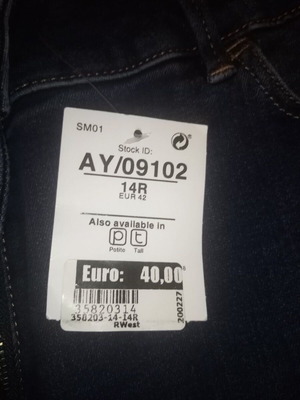 SM01
Stock ID:
AY/09102
14R
EUR 42
Also available in
p t
Petite Tall
Euro: 40,00
35820314
358203-14-14R
RWest
200227